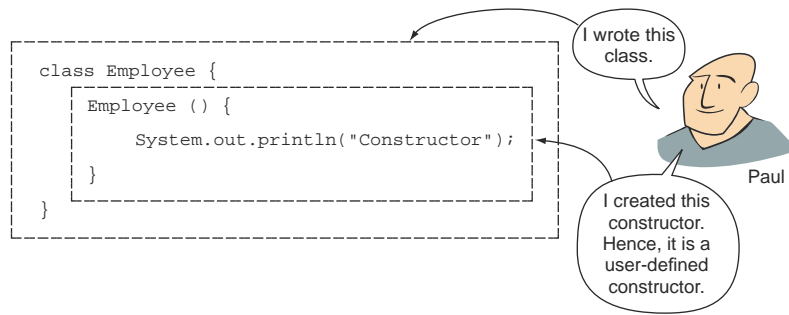 I wrote this
class.
class Employee {
Employee () {
System.out.println("Constructor");
}
}
Paul
I created this
constructor.
Hence, it is a
user-defined
constructor.